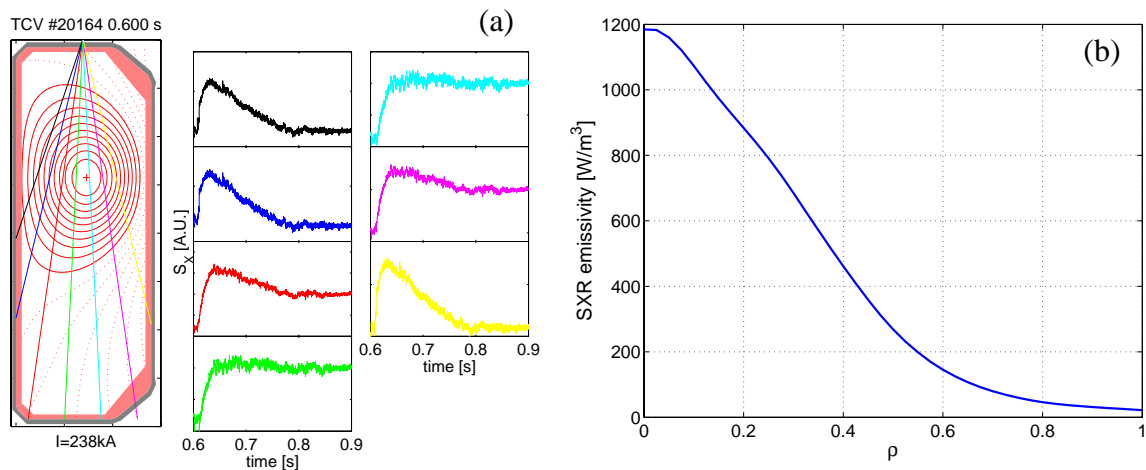 TCV #20164 0.600 s
(a)
I=238kA
S_X [A.U.]
0.6 0.7 0.8 0.9
time [s]
0.6 0.7 0.8 0.9
time [s]
(b)
SXR emissivity [W/m³]
1200
1000
800
600
400
200
0
0 0.2 0.4 0.6 0.8 1
ρ